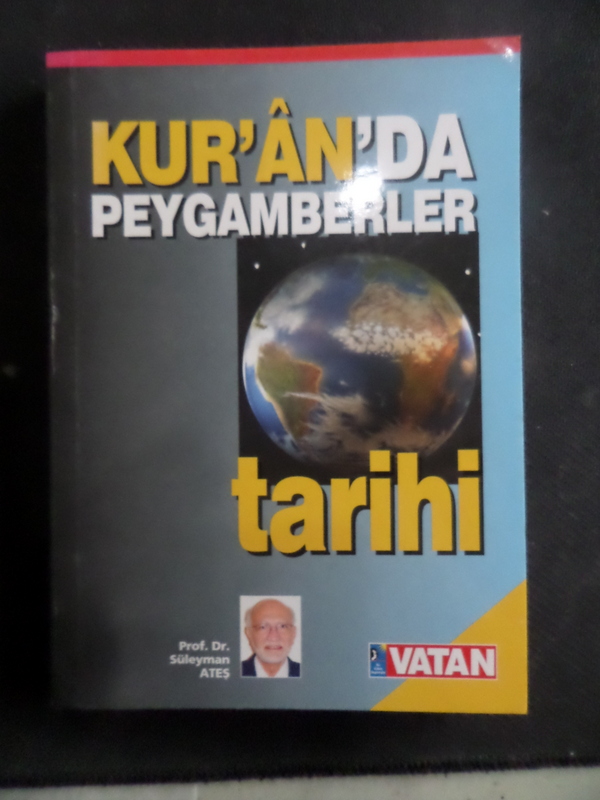 KUR'ÂN'DA
PEYGAMBERLER
tarihi
Prof. Dr.
Süleyman
ATEŞ
VATAN